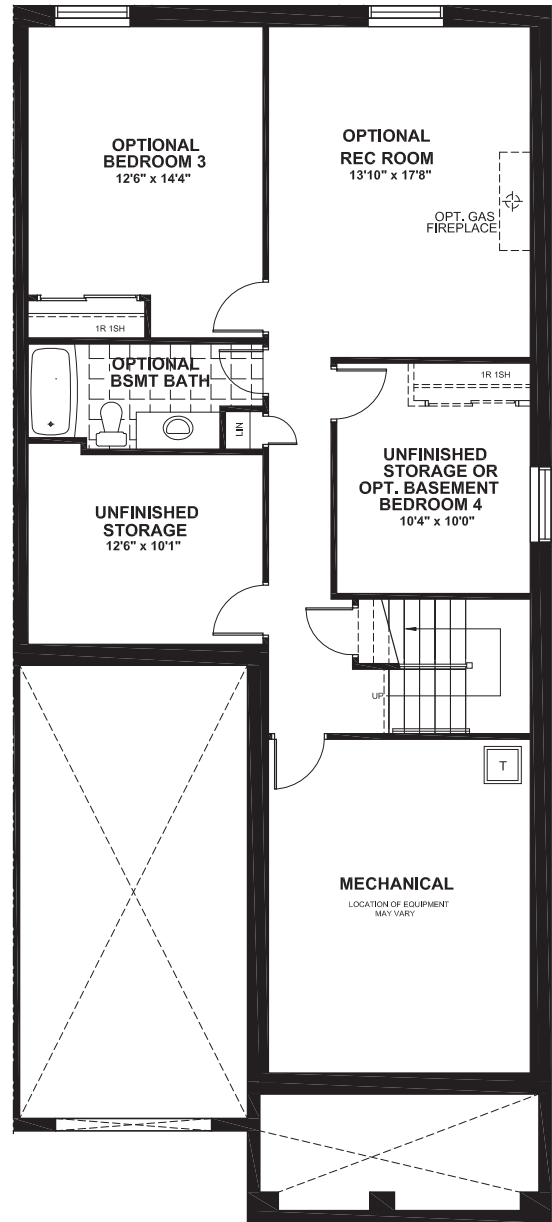 OPTIONAL
BEDROOM 3
12'6" x 14'4"
OPTIONAL
REC ROOM
13'10" x 17'8"
OPT. GAS
FIREPLACE
1R 1SH
OPTIONAL
BSMT BATH
LIN
1R 1SH
UNFINISHED
STORAGE OR
OPT. BASEMENT
BEDROOM 4
10'4" x 10'0"
UNFINISHED
STORAGE
12'6" x 10'1"
UP
T
MECHANICAL
LOCATION OF EQUIPMENT
MAY VARY